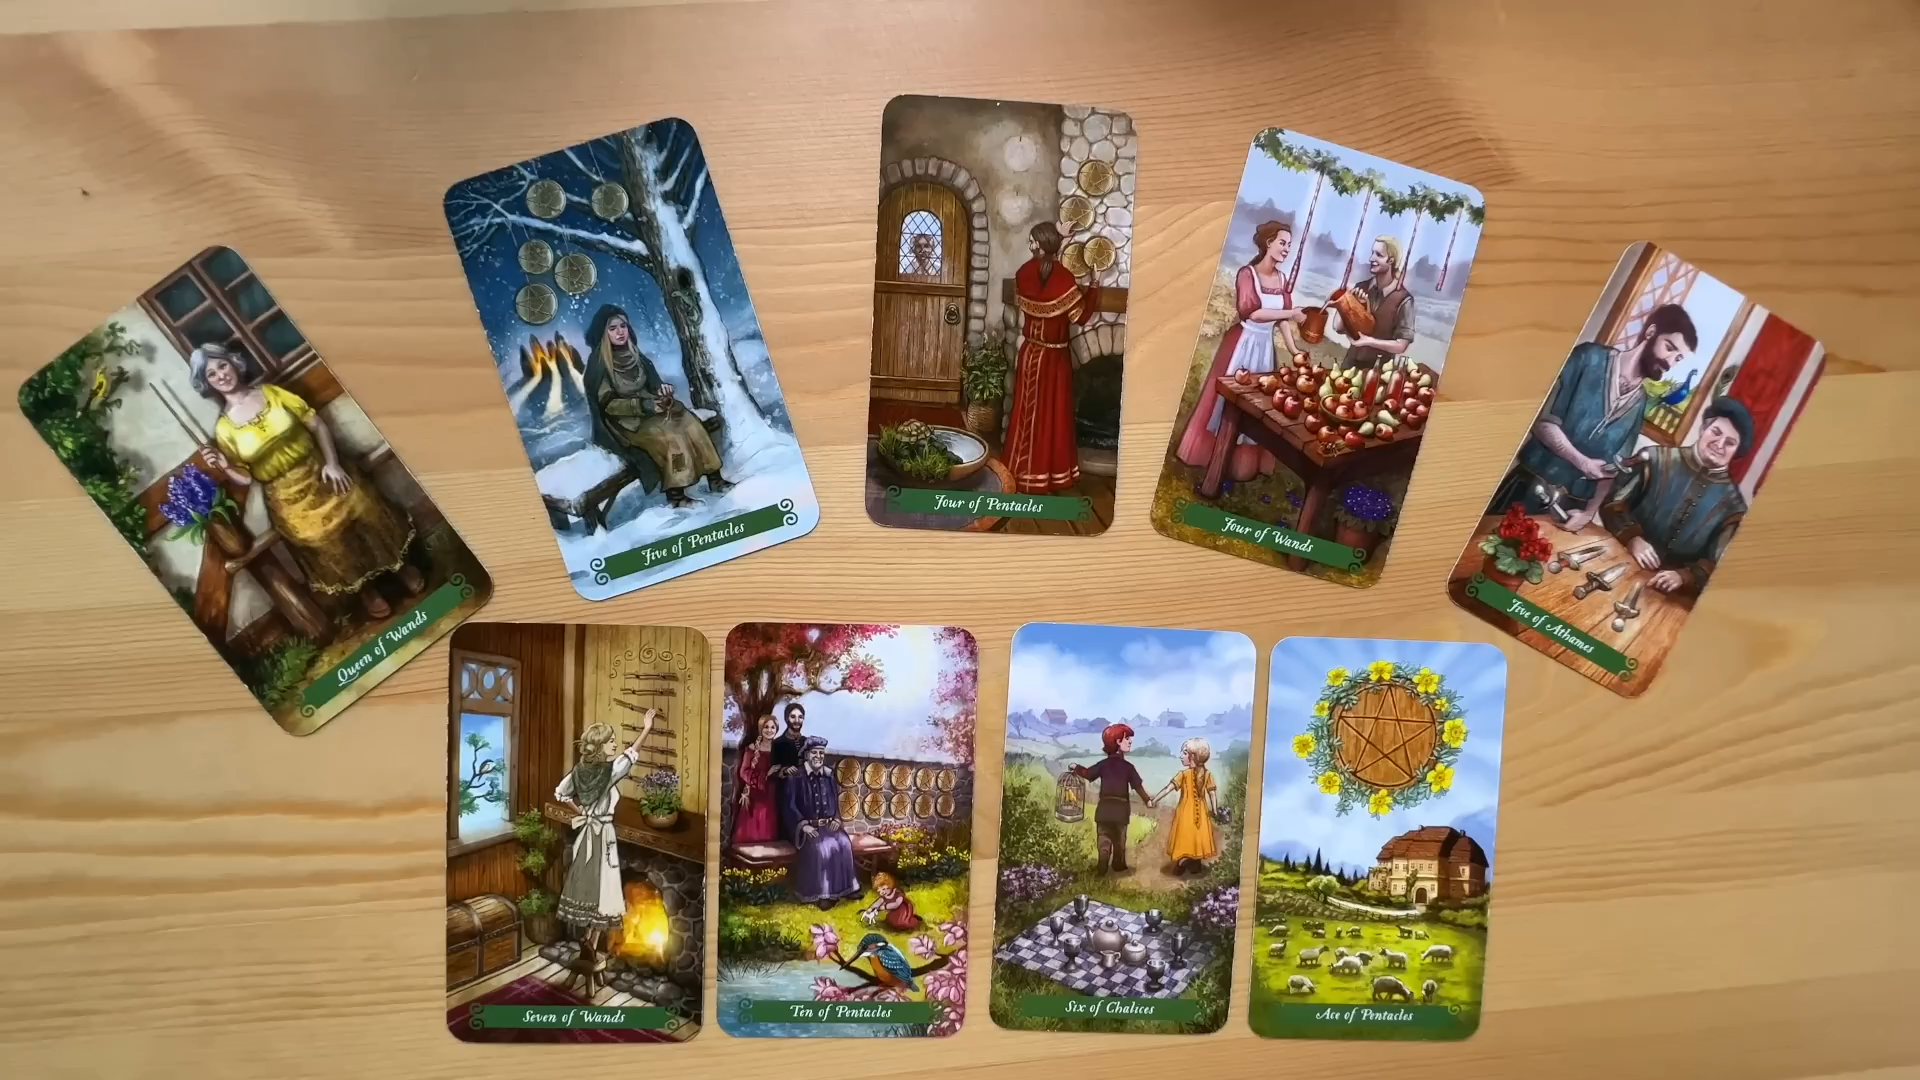 Queen of Wands
Five of Pentacles
Four of Pentacles
Four of Wands
Five of Athames
Seven of Wands
Ten of Pentacles
Six of Chalices
Ace of Pentacles